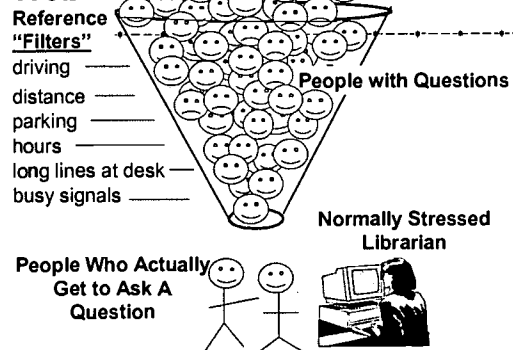 Reference
"Filters"
driving
distance
parking
hours
long lines at desk
busy signals
People with Questions
Normally Stressed
Librarian
People Who Actually
Get to Ask A
Question